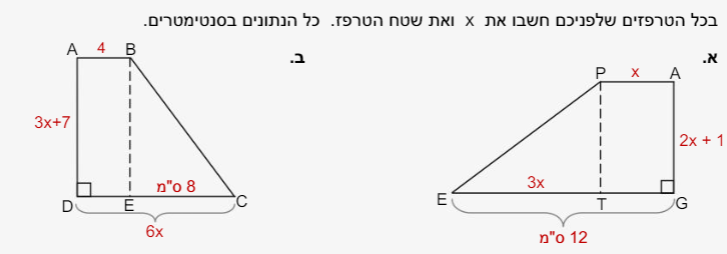 בכל הטרפזים שלפניכם חשבו את x ואת שטח הטרפז. כל הנתונים בסנטימטרים.
א.
P x A
2x + 1
3x
E T G
12 ס"מ
ב.
A 4 B
3x+7
8 ס"מ
D E C
6x